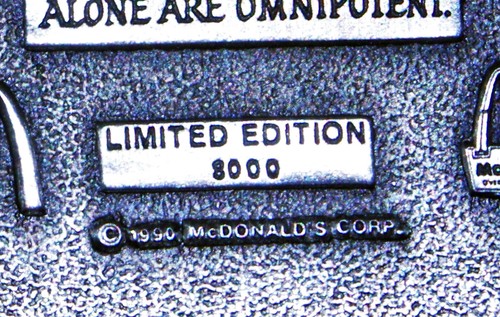 ALONE ARE OMNIPOTENT.
LIMITED EDITION
8000
© 1990 McDONALD'S CORP.